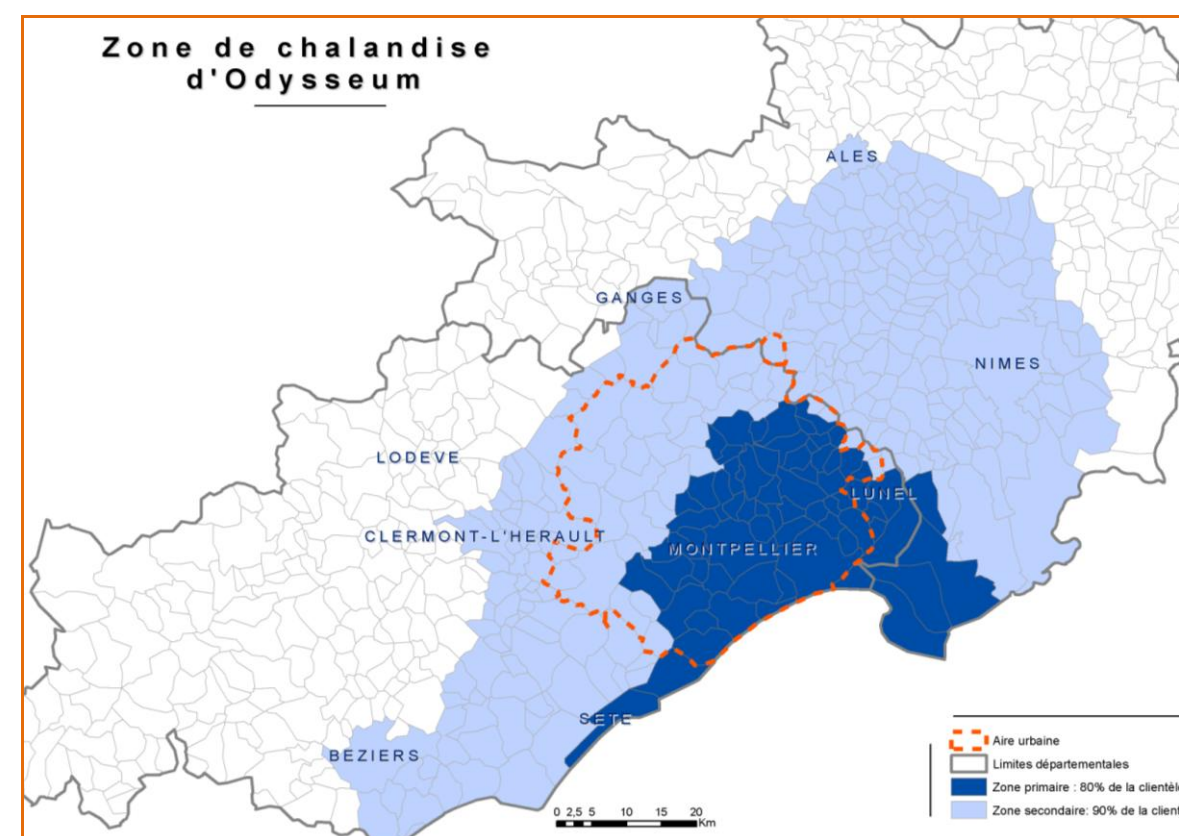 Zone de chalandise
d'Odysseum
ALES
GANGES
NIMES
LODEVE
LUNEL
CLERMONT-L'HERAULT
MONTPELLIER
SETE
BEZIERS
Aire urbaine
Limites départementales
Zone primaire : 80% de la clientèle
Zone secondaire: 90% de la client
0 2,5 5 10 15 20
Km